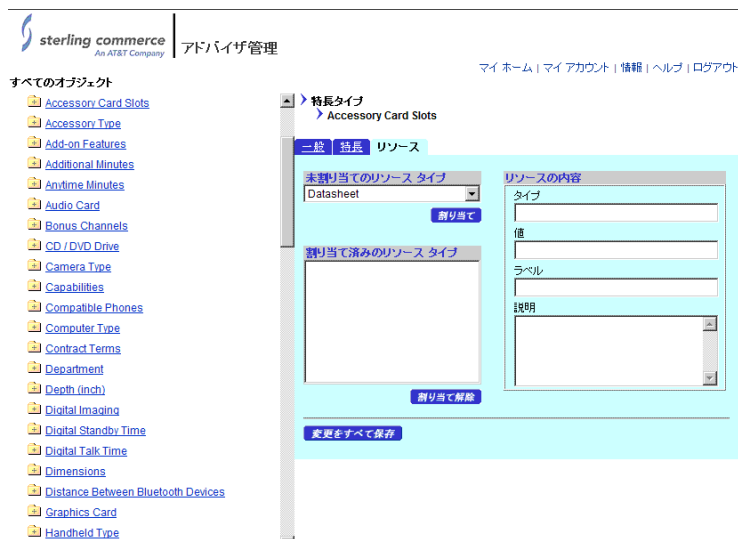 sterling commerce
An AT&T Company
アドバイザ管理
マイ ホーム | マイ アカウント | 情報 | ヘルプ | ログアウト
すべてのオブジェクト
Accessory Card Slots
Accessory Type
Add-on Features
Additional Minutes
Anytime Minutes
Audio Card
Bonus Channels
CD / DVD Drive
Camera Type
Capabilities
Compatible Phones
Computer Type
Contract Terms
Department
Depth (inch)
Digital Imaging
Digital Standby Time
Digital Talk Time
Dimensions
Distance Between Bluetooth Devices
Graphics Card
Handheld Type
特長タイプ
Accessory Card Slots
一般 特長 リソース
未割り当てのリソース タイプ
Datasheet
割り当て
割り当て済みのリソース タイプ
割り当て解除
リソースの内容
タイプ
値
ラベル
説明
変更をすべて保存